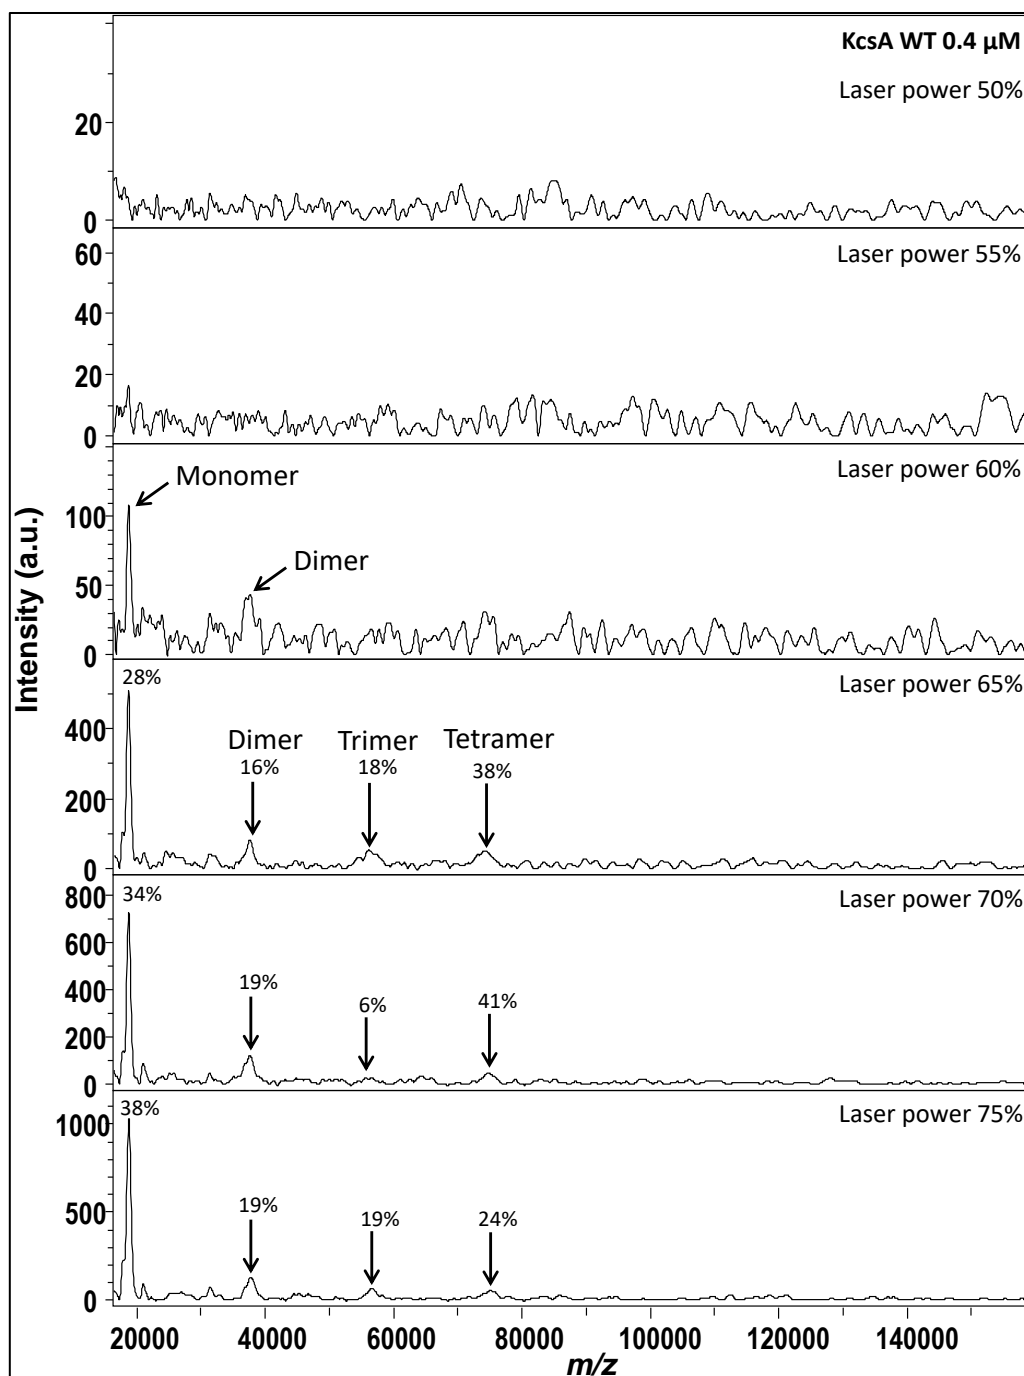 KcsA WT 0.4 µM
Laser power 50%
20
0
Laser power 55%
60
40
20
0
Laser power 60%
Monomer
100
Dimer
50
0
Intensity (a.u.)
Laser power 65%
28%
400
Dimer Trimer Tetramer
16% 18% 38%
200
0
Laser power 70%
34%
800
600
400
19% 6% 41%
200
0
Laser power 75%
38%
1000
19% 19% 24%
500
0
20000 40000 60000 80000 100000 120000 140000
m/z